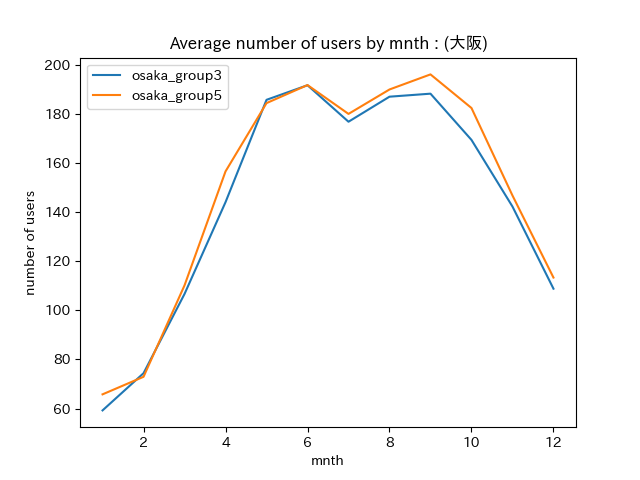 Average number of users by mnth : (大阪)
osaka_group3
osaka_group5
number of users
200
180
160
140
120
100
80
60
2 4 6 8 10 12
mnth